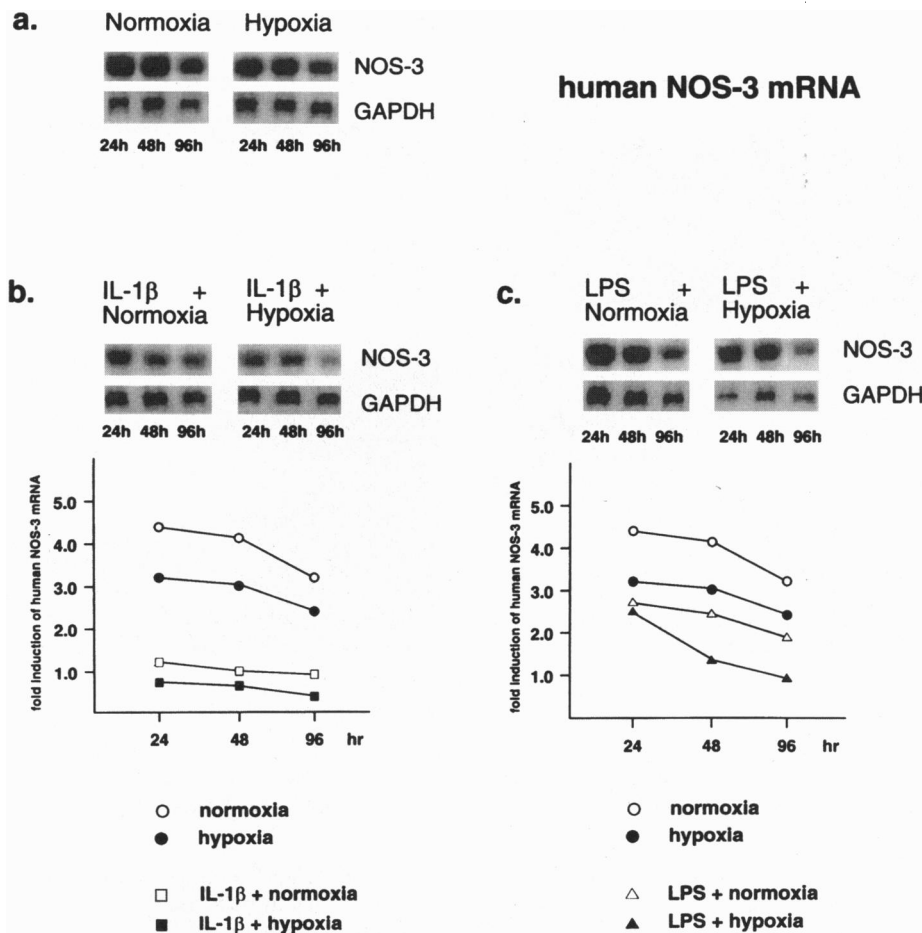 a.
Normoxia Hypoxia
NOS-3
GAPDH
24h 48h 96h 24h 48h 96h
human NOS-3 mRNA
b.
IL-1β + Normoxia
IL-1β + Hypoxia
NOS-3
GAPDH
24h 48h 96h 24h 48h 96h
fold induction of human NOS-3 mRNA
5.0
4.0
3.0
2.0
1.0
24 48 96 hr
normoxia
hypoxia
IL-1β + normoxia
IL-1β + hypoxia
c.
LPS + Normoxia
LPS + Hypoxia
NOS-3
GAPDH
24h 48h 96h 24h 48h 96h
fold induction of human NOS-3 mRNA
5.0
4.0
3.0
2.0
1.0
24 48 96 hr
normoxia
hypoxia
LPS + normoxia
LPS + hypoxia